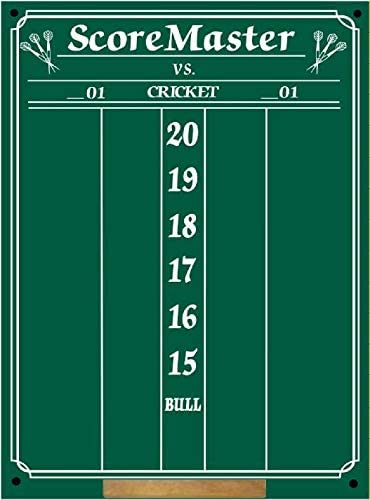 ScoreMaster
VS.
__01 CRICKET __01
20
19
18
17
16
15
BULL